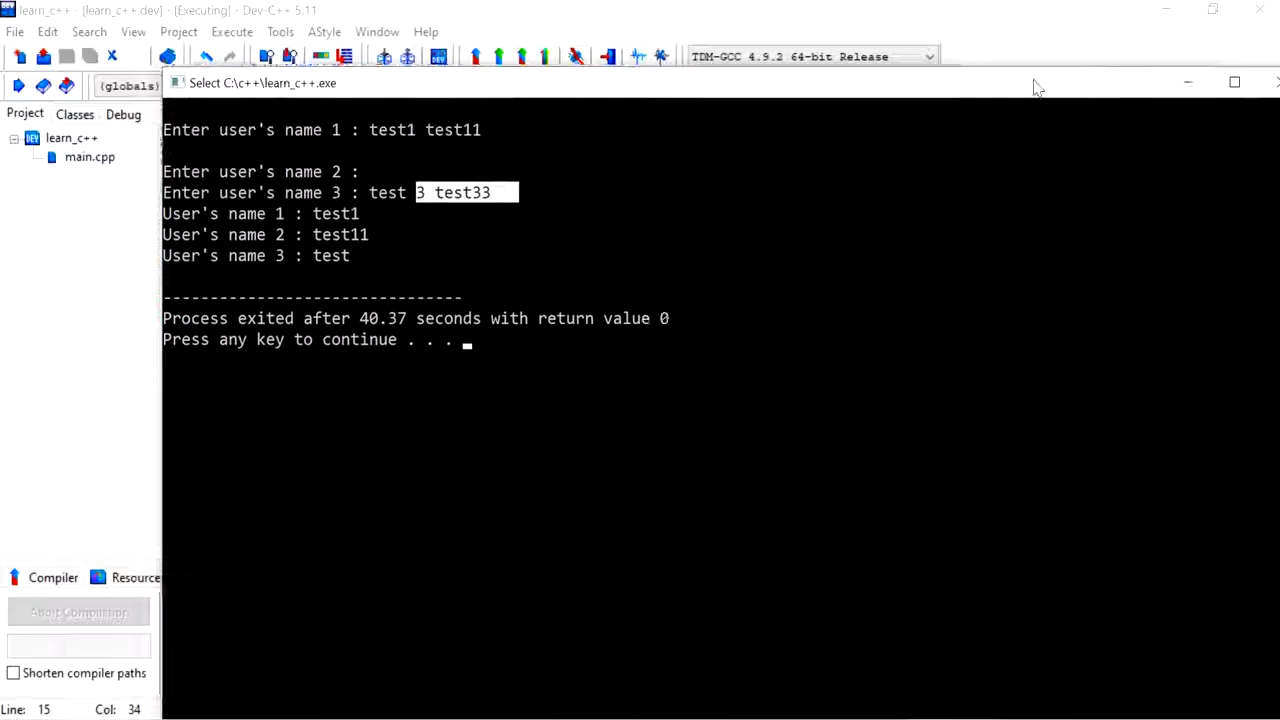 learn_c++ - [learn_c++.dev] - [Executing] - Dev-C++ 5.11
File Edit Search View Project Execute Tools AStyle Window Help
TDM-GCC 4.9.2 64-bit Release
(globals)
Select C:\c++\learn_c++.exe
Project Classes Debug
learn_c++
main.cpp
Enter user's name 1 : test1 test11
Enter user's name 2 :
Enter user's name 3 : test 3 test33
User's name 1 : test1
User's name 2 : test11
User's name 3 : test
--------------------------------
Process exited after 40.37 seconds with return value 0
Press any key to continue . . .
Compiler Resource
Abort Compilation
Shorten compiler paths
Line: 15 Col: 34